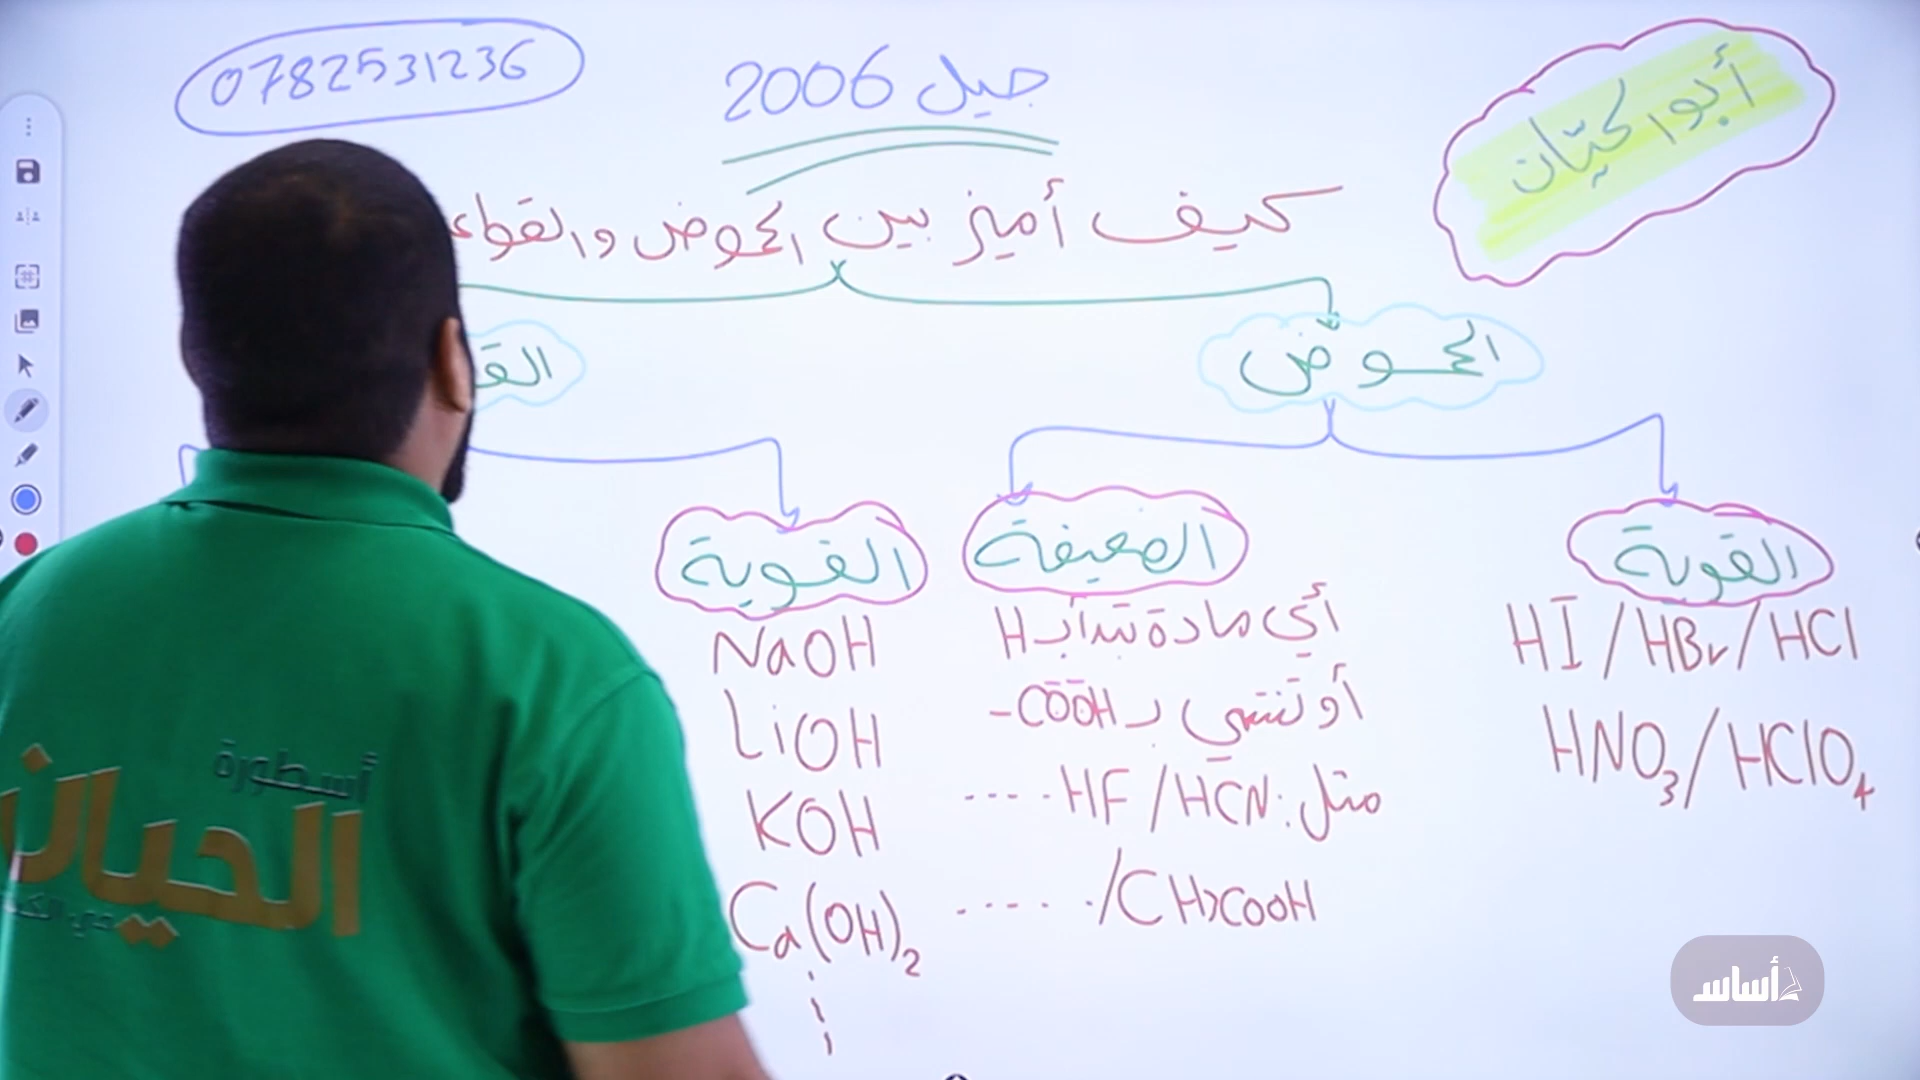 أبو الحيّان
جيل 2006
0782531236
كيف أميز بين الحموض والقواعد
الحموض
القوية
HI / HBr / HCl
HNO3 / HClO4
الضعيفة
أي مادة تبدأ بـ H
أو تنتهي بـ COOH-
مثل: HF / HCN ....
/ CH3COOH .....
القوية
NaOH
LiOH
KOH
Ca(OH)2
أسطورة
الحيان
أساس